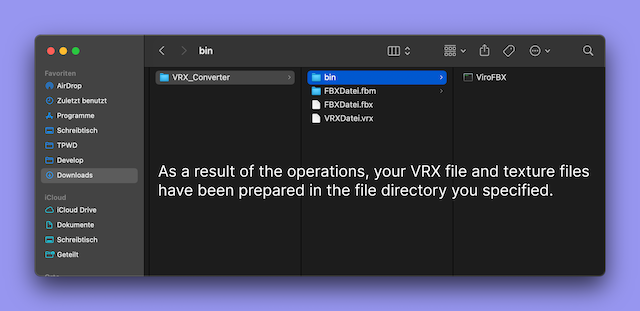 bin
Favoriten
AirDrop
Zuletzt benutzt
Programme
Schreibtisch
TPWD
Develop
Downloads
iCloud
iCloud Drive
Dokumente
Schreibtisch
Geteilt
VRX_Converter
bin
FBXDatei.fbm
FBXDatei.fbx
VRXDatei.vrx
ViroFBX
As a result of the operations, your VRX file and texture files
have been prepared in the file directory you specified.